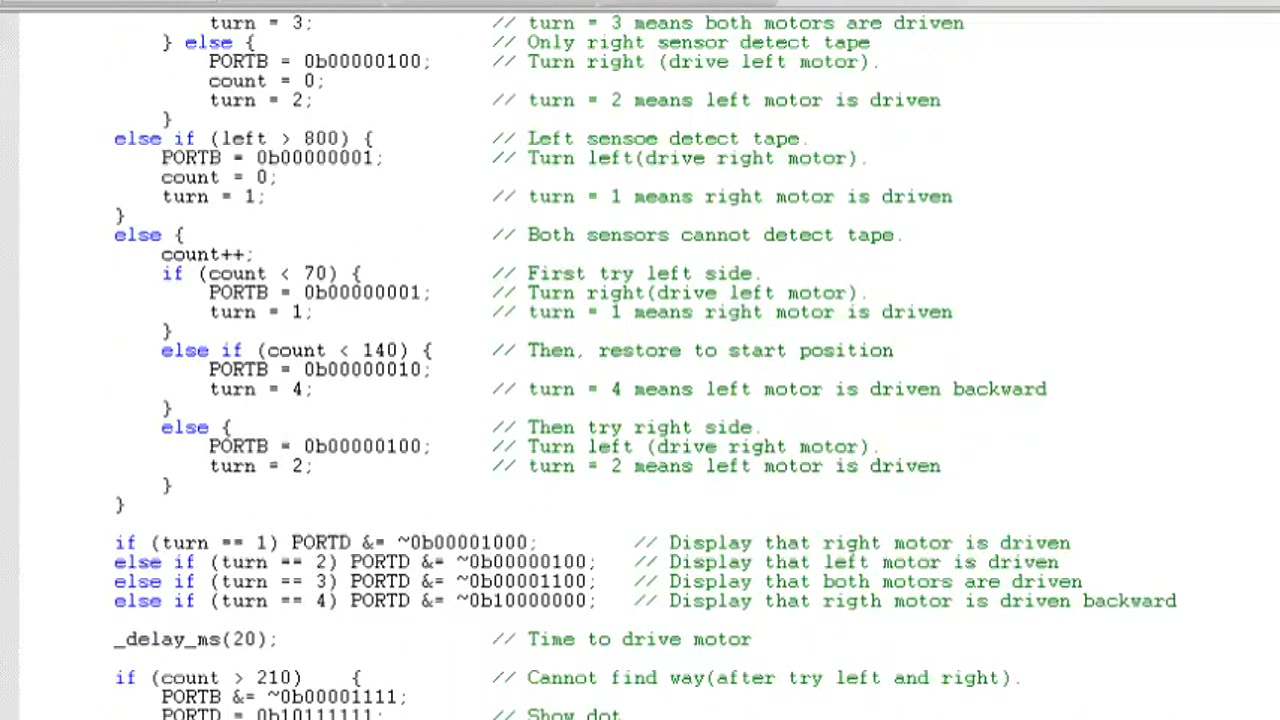 turn = 3; // turn = 3 means both motors are driven
} else { // Only right sensor detect tape
PORTB = 0b00000100; // Turn right (drive left motor).
count = 0;
turn = 2; // turn = 2 means left motor is driven
}
else if (left > 800) { // Left sensoe detect tape.
PORTB = 0b00000001; // Turn left(drive right motor).
count = 0;
turn = 1; // turn = 1 means right motor is driven
}
else { // Both sensors cannot detect tape.
count++;
if (count < 70) { // First try left side.
PORTB = 0b00000001; // Turn right(drive left motor).
turn = 1; // turn = 1 means right motor is driven
}
else if (count < 140) { // Then, restore to start position
PORTB = 0b00000010;
turn = 4; // turn = 4 means left motor is driven backward
}
else { // Then try right side.
PORTB = 0b00000100; // Turn left (drive right motor).
turn = 2; // turn = 2 means left motor is driven
}
}
if (turn == 1) PORTD &= ~0b00001000; // Display that right motor is driven
else if (turn == 2) PORTD &= ~0b00000100; // Display that left motor is driven
else if (turn == 3) PORTD &= ~0b00001100; // Display that both motors are driven
else if (turn == 4) PORTD &= ~0b10000000; // Display that rigth motor is driven backward
_delay_ms(20); // Time to drive motor
if (count > 210) { // Cannot find way(after try left and right).
PORTB &= ~0b00001111;
PORTD = 0b10111111; // Show dot